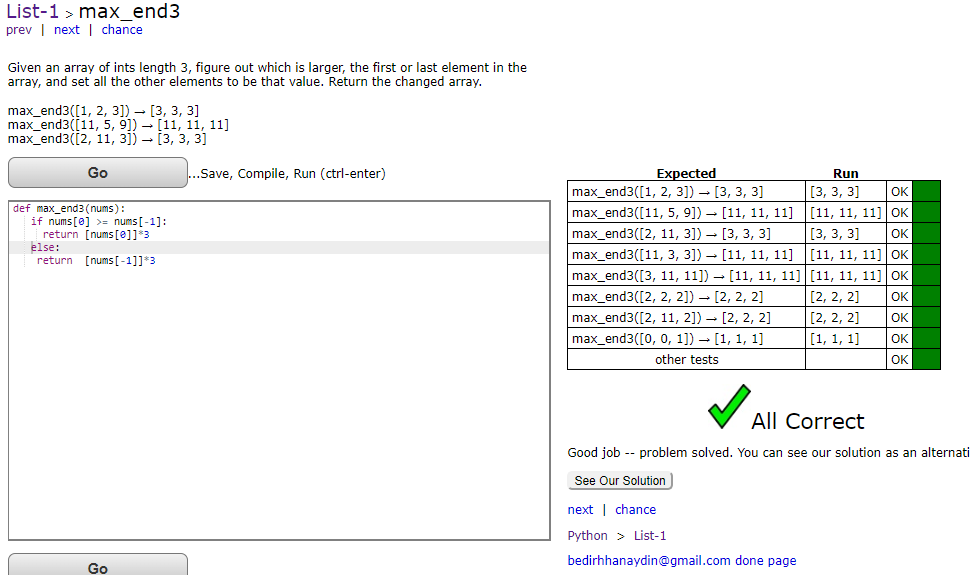 List-1 > max_end3
prev | next | chance
Given an array of ints length 3, figure out which is larger, the first or last element in the
array, and set all the other elements to be that value. Return the changed array.
max_end3([1, 2, 3]) → [3, 3, 3]
max_end3([11, 5, 9]) → [11, 11, 11]
max_end3([2, 11, 3]) → [3, 3, 3]
Go ...Save, Compile, Run (ctrl-enter)
def max_end3(nums):
if nums[0] >= nums[-1]:
return [nums[0]]*3
else:
return [nums[-1]]*3
Go
Expected Run
max_end3([1, 2, 3]) → [3, 3, 3] [3, 3, 3] OK
max_end3([11, 5, 9]) → [11, 11, 11] [11, 11, 11] OK
max_end3([2, 11, 3]) → [3, 3, 3] [3, 3, 3] OK
max_end3([11, 3, 3]) → [11, 11, 11] [11, 11, 11] OK
max_end3([3, 11, 11]) → [11, 11, 11] [11, 11, 11] OK
max_end3([2, 2, 2]) → [2, 2, 2] [2, 2, 2] OK
max_end3([2, 11, 2]) → [2, 2, 2] [2, 2, 2] OK
max_end3([0, 0, 1]) → [1, 1, 1] [1, 1, 1] OK
other tests OK
All Correct
Good job -- problem solved. You can see our solution as an alternati
See Our Solution
next | chance
Python > List-1
bedirhhanaydin@gmail.com done page